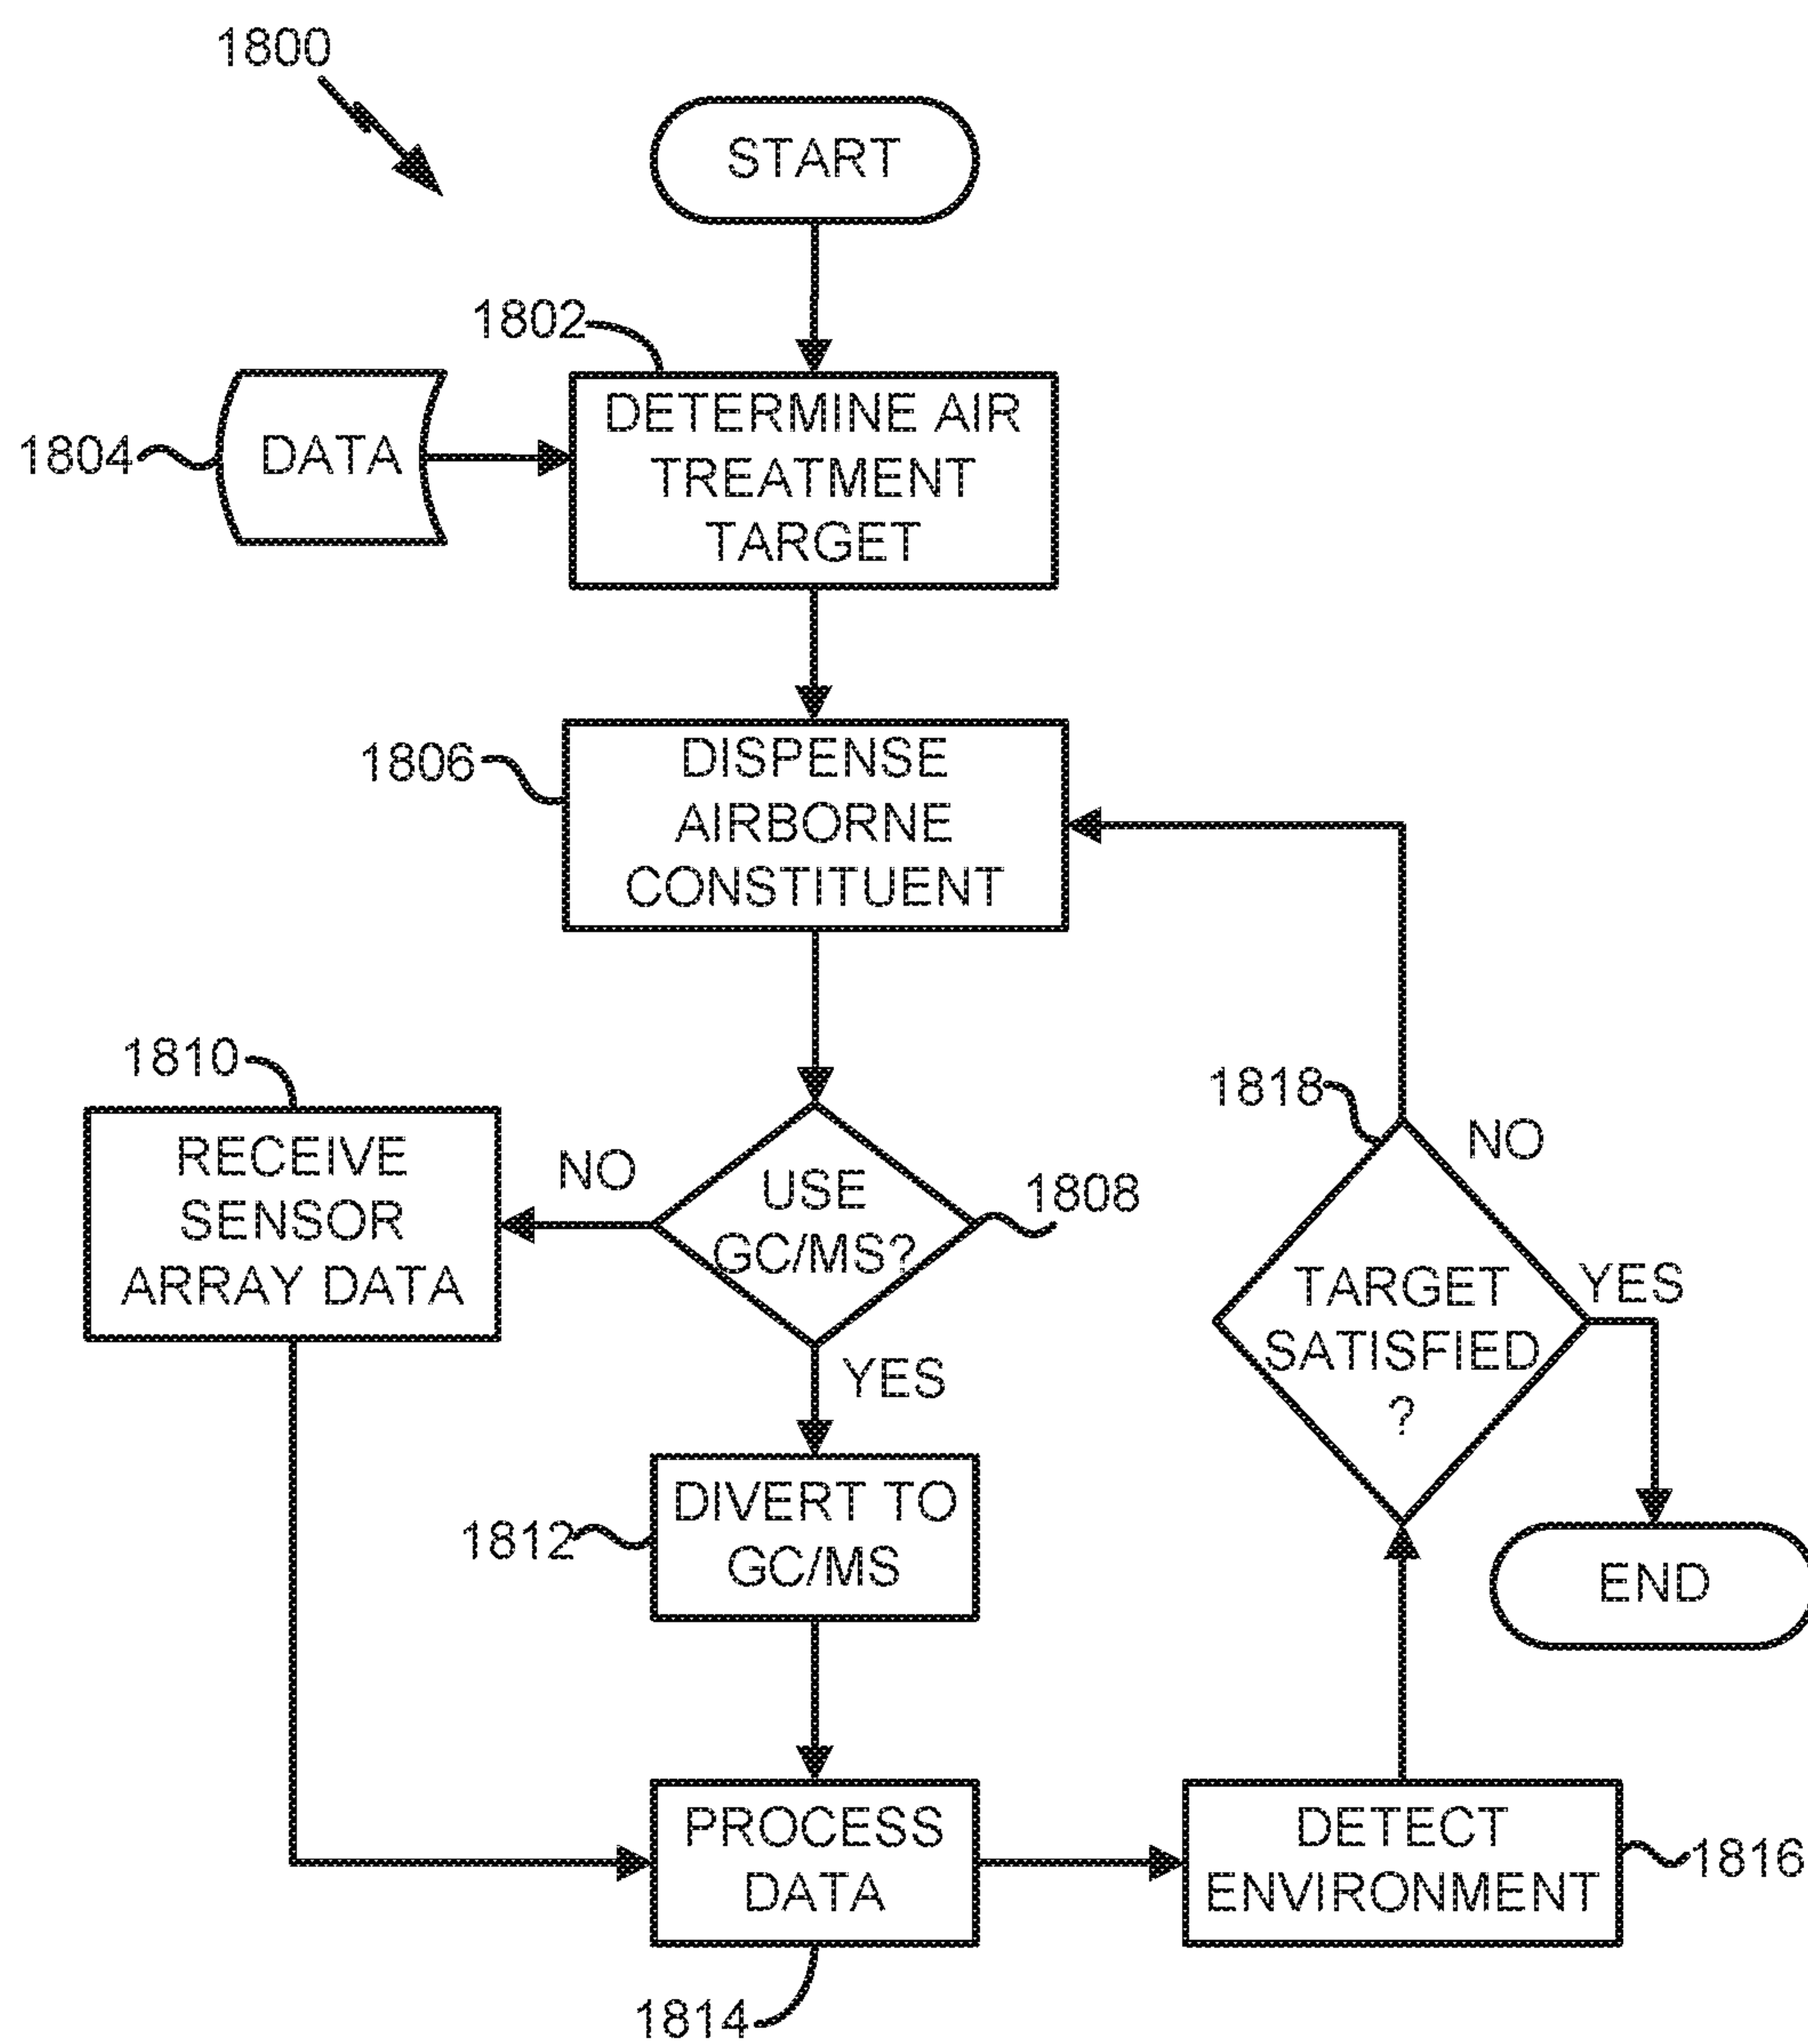 1800
START
1802
1804
DATA
DETERMINE AIR
TREATMENT
TARGET
1806
DISPENSE
AIRBORNE
CONSTITUENT
1810
RECEIVE
SENSOR
ARRAY DATA
NO
USE
GC/MS?
1808
YES
1818
NO
TARGET
SATISFIED
?
YES
END
1812
DIVERT TO
GC/MS
PROCESS
DATA
1814
DETECT
ENVIRONMENT
1816